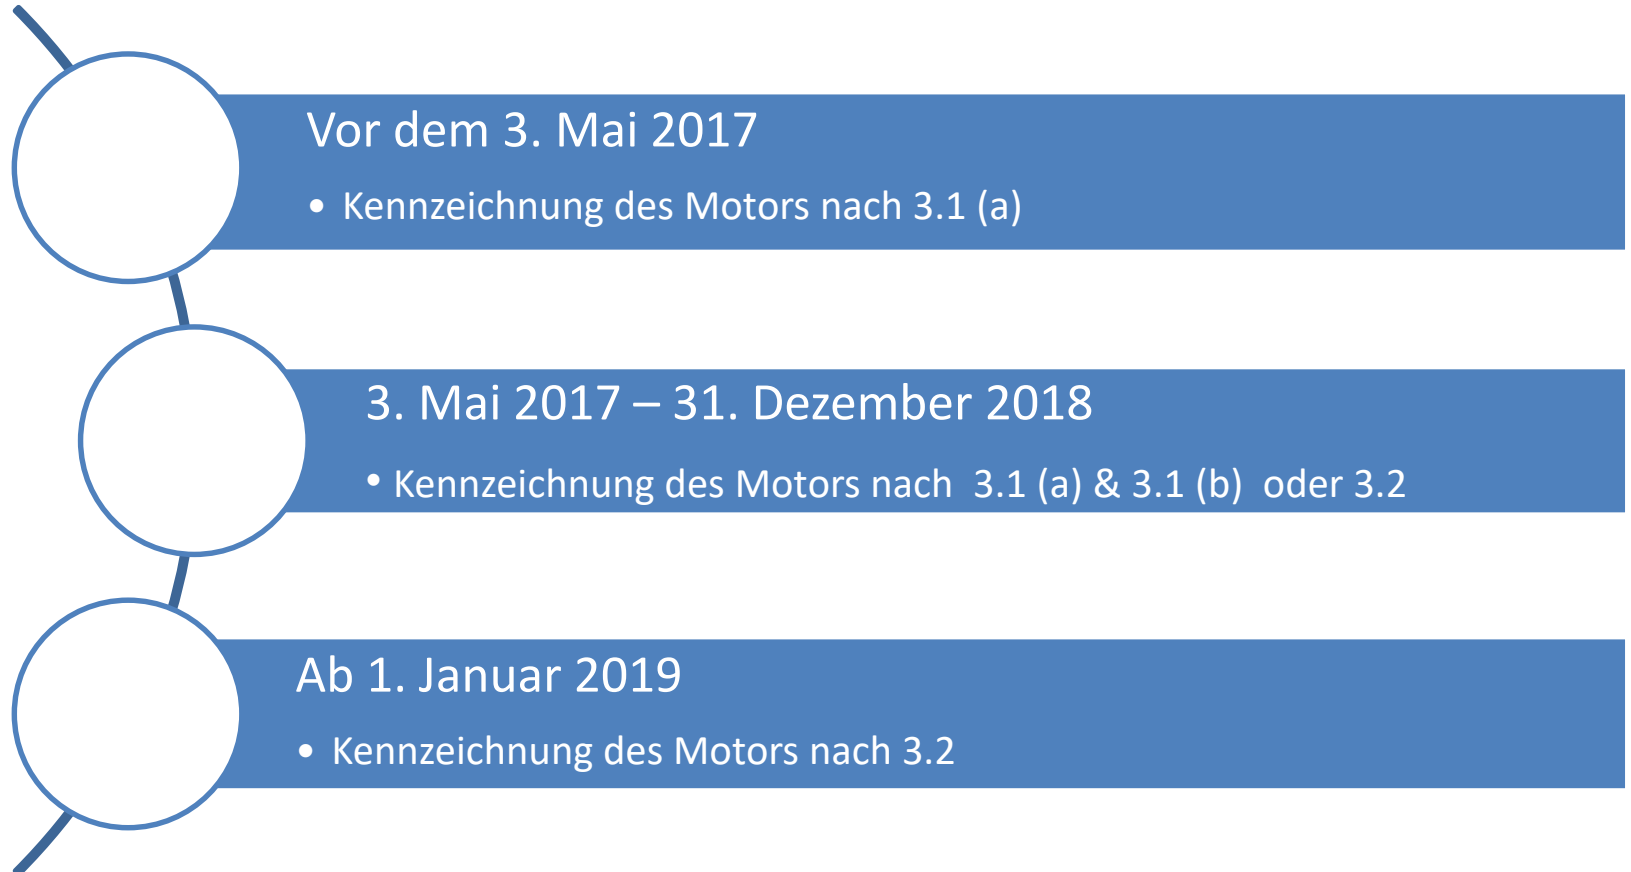 Vor dem 3. Mai 2017
• Kennzeichnung des Motors nach 3.1 (a)
3. Mai 2017 – 31. Dezember 2018
• Kennzeichnung des Motors nach  3.1 (a) & 3.1 (b)  oder 3.2
Ab 1. Januar 2019
• Kennzeichnung des Motors nach 3.2